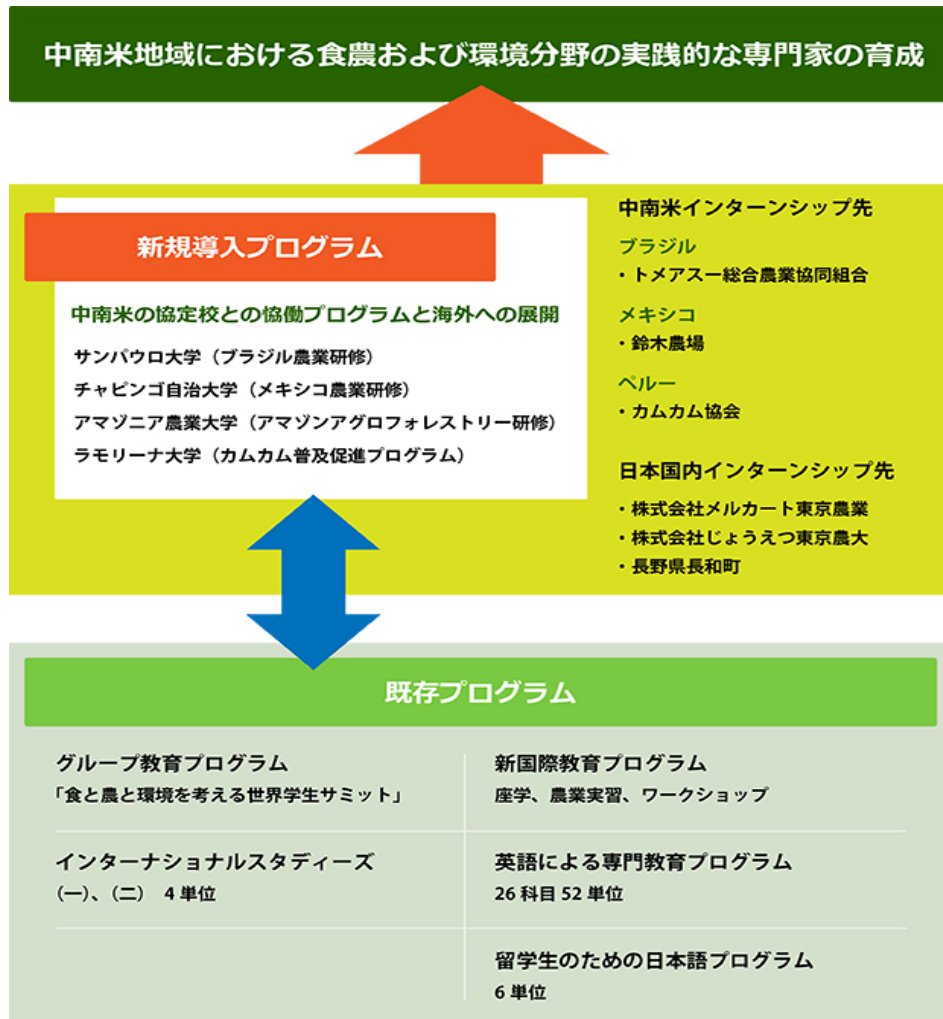 中南米地域における食農および環境分野の実践的な専門家の育成
新規導入プログラム
中南米の協定校との協働プログラムと海外への展開
サンパウロ大学（ブラジル農業研修）
チャピンゴ自治大学（メキシコ農業研修）
アマゾニア農業大学（アマゾンアグロフォレストリー研修）
ラモリーナ大学（カムカム普及促進プログラム）
中南米インターンシップ先
ブラジル
・トメアスー総合農業協同組合
メキシコ
・鈴木農場
ペルー
・カムカム協会
日本国内インターンシップ先
・株式会社メルカート東京農業
・株式会社じょうえつ東京農大
・長野県長和町
既存プログラム
グループ教育プログラム
「食と農と環境を考える世界学生サミット」
インターナショナルスタディーズ
（一）、（二） 4 単位
新国際教育プログラム
座学、農業実習、ワークショップ
英語による専門教育プログラム
26 科目 52 単位
留学生のための日本語プログラム
6 単位